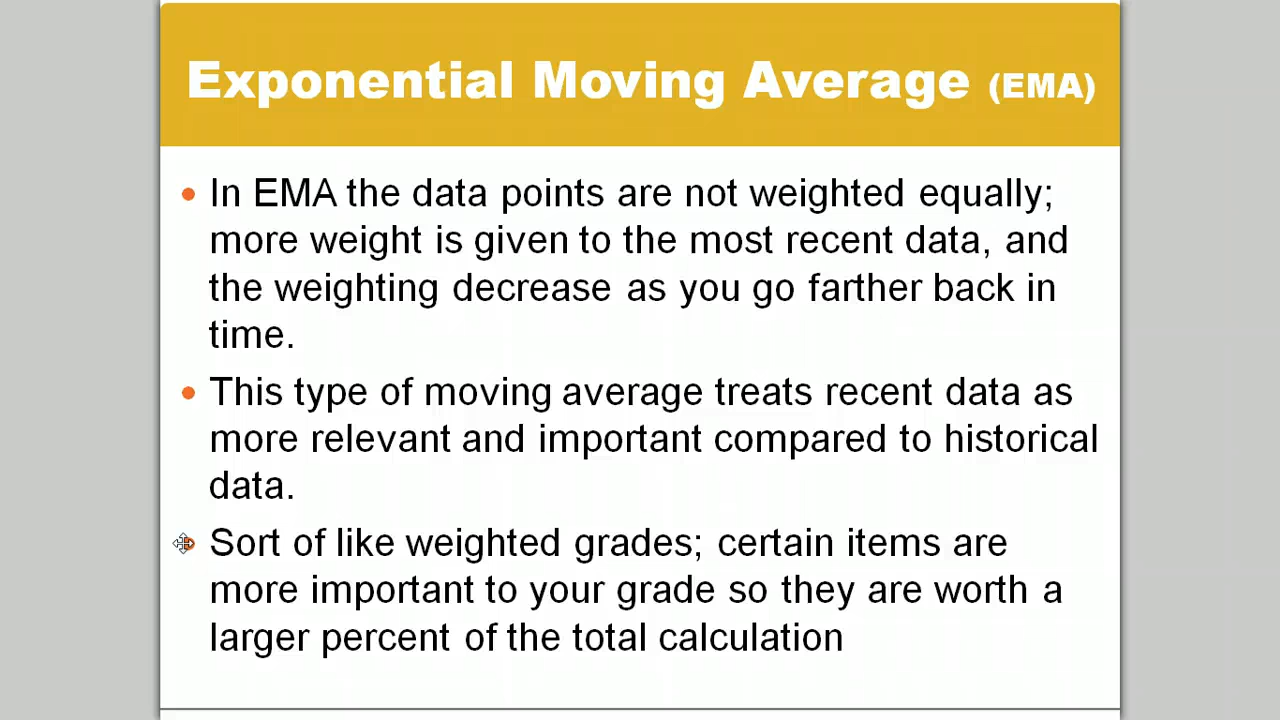 Exponential Moving Average (EMA)
• In EMA the data points are not weighted equally;
more weight is given to the most recent data, and
the weighting decrease as you go farther back in
time.
• This type of moving average treats recent data as
more relevant and important compared to historical
data.
• Sort of like weighted grades; certain items are
more important to your grade so they are worth a
larger percent of the total calculation